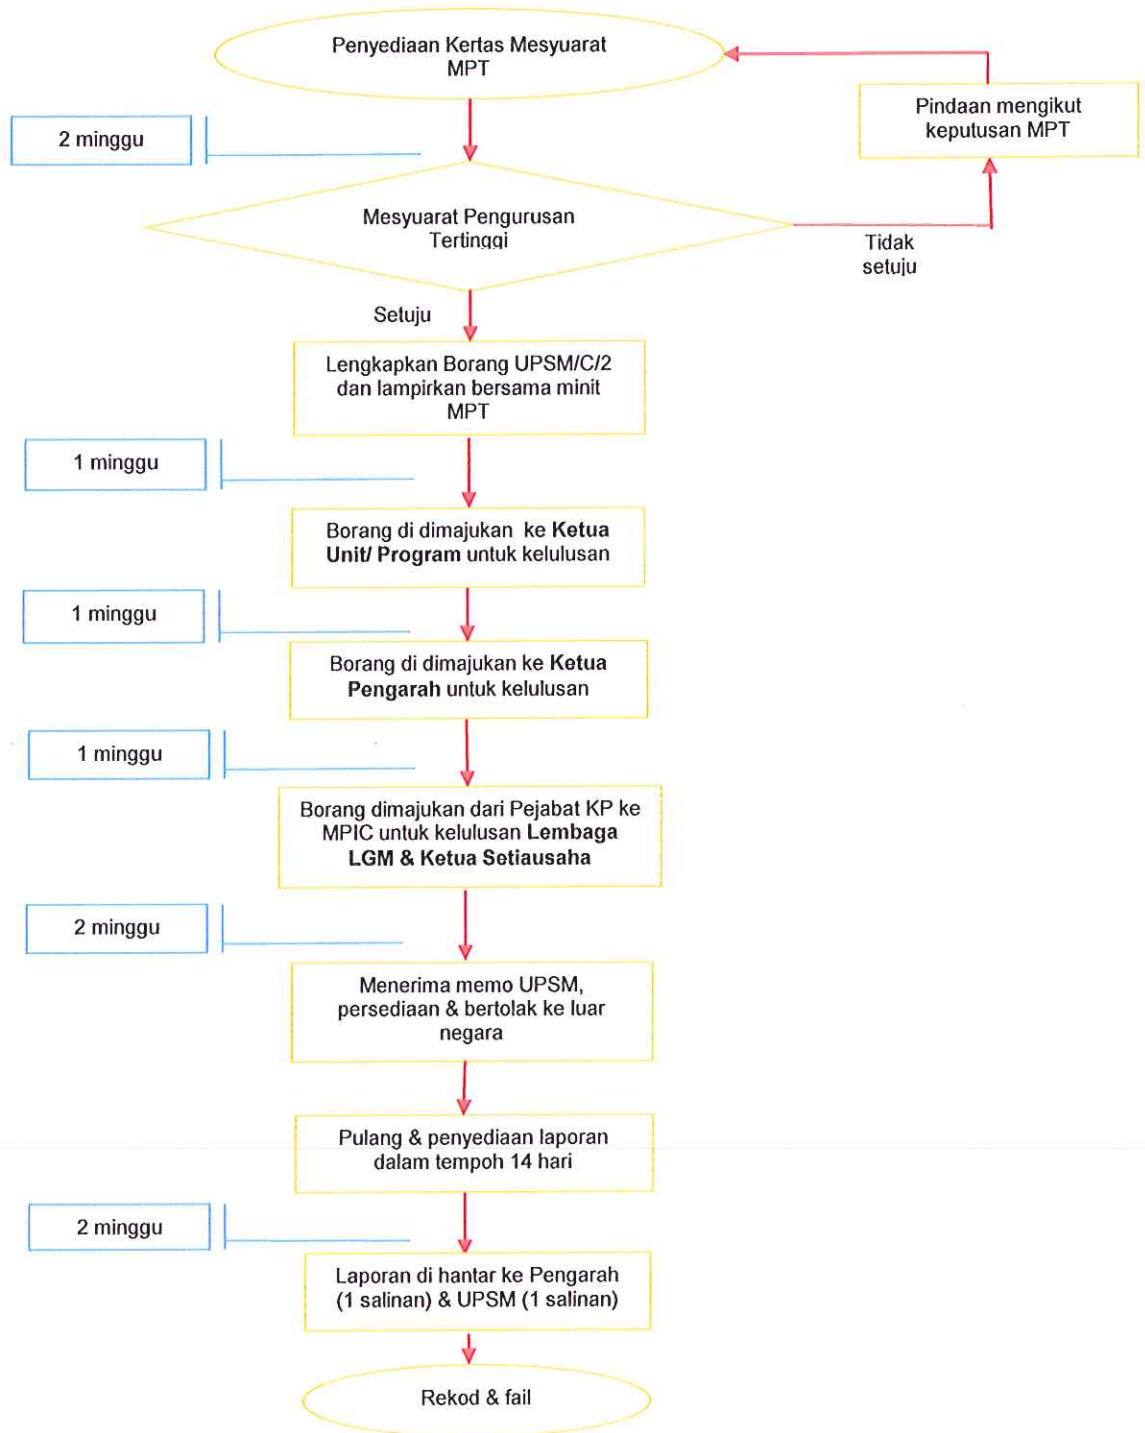 Penyediaan Kertas Mesyuarat
MPT
Pindaan mengikut
keputusan MPT
2 minggu
Mesyuarat Pengurusan
Tertinggi
Tidak
setuju
Setuju
Lengkapkan Borang UPSM/C/2
dan lampirkan bersama minit
MPT
1 minggu
Borang di dimajukan ke Ketua
Unit/ Program untuk kelulusan
1 minggu
Borang di dimajukan ke Ketua
Pengarah untuk kelulusan
1 minggu
Borang dimajukan dari Pejabat KP ke
MPIC untuk kelulusan Lembaga
LGM & Ketua Setiausaha
2 minggu
Menerima memo UPSM,
persediaan & bertolak ke luar
negara
Pulang & penyediaan laporan
dalam tempoh 14 hari
2 minggu
Laporan di hantar ke Pengarah
(1 salinan) & UPSM (1 salinan)
Rekod & fail